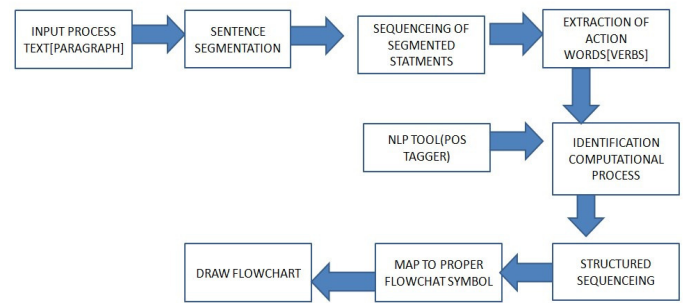 INPUT PROCESS
TEXT[PARAGRAPH]
SENTENCE
SEGMENTATION
SEQUENCEING OF
SEGMENTED
STATMENTS
EXTRACTION OF
ACTION
WORDS[VERBS]
NLP TOOL(POS
TAGGER)
IDENTIFICATION
COMPUTATIONAL
PROCESS
STRUCTURED
SEQUENCEING
MAP TO PROPER
FLOWCHAT SYMBOL
DRAW FLOWCHART